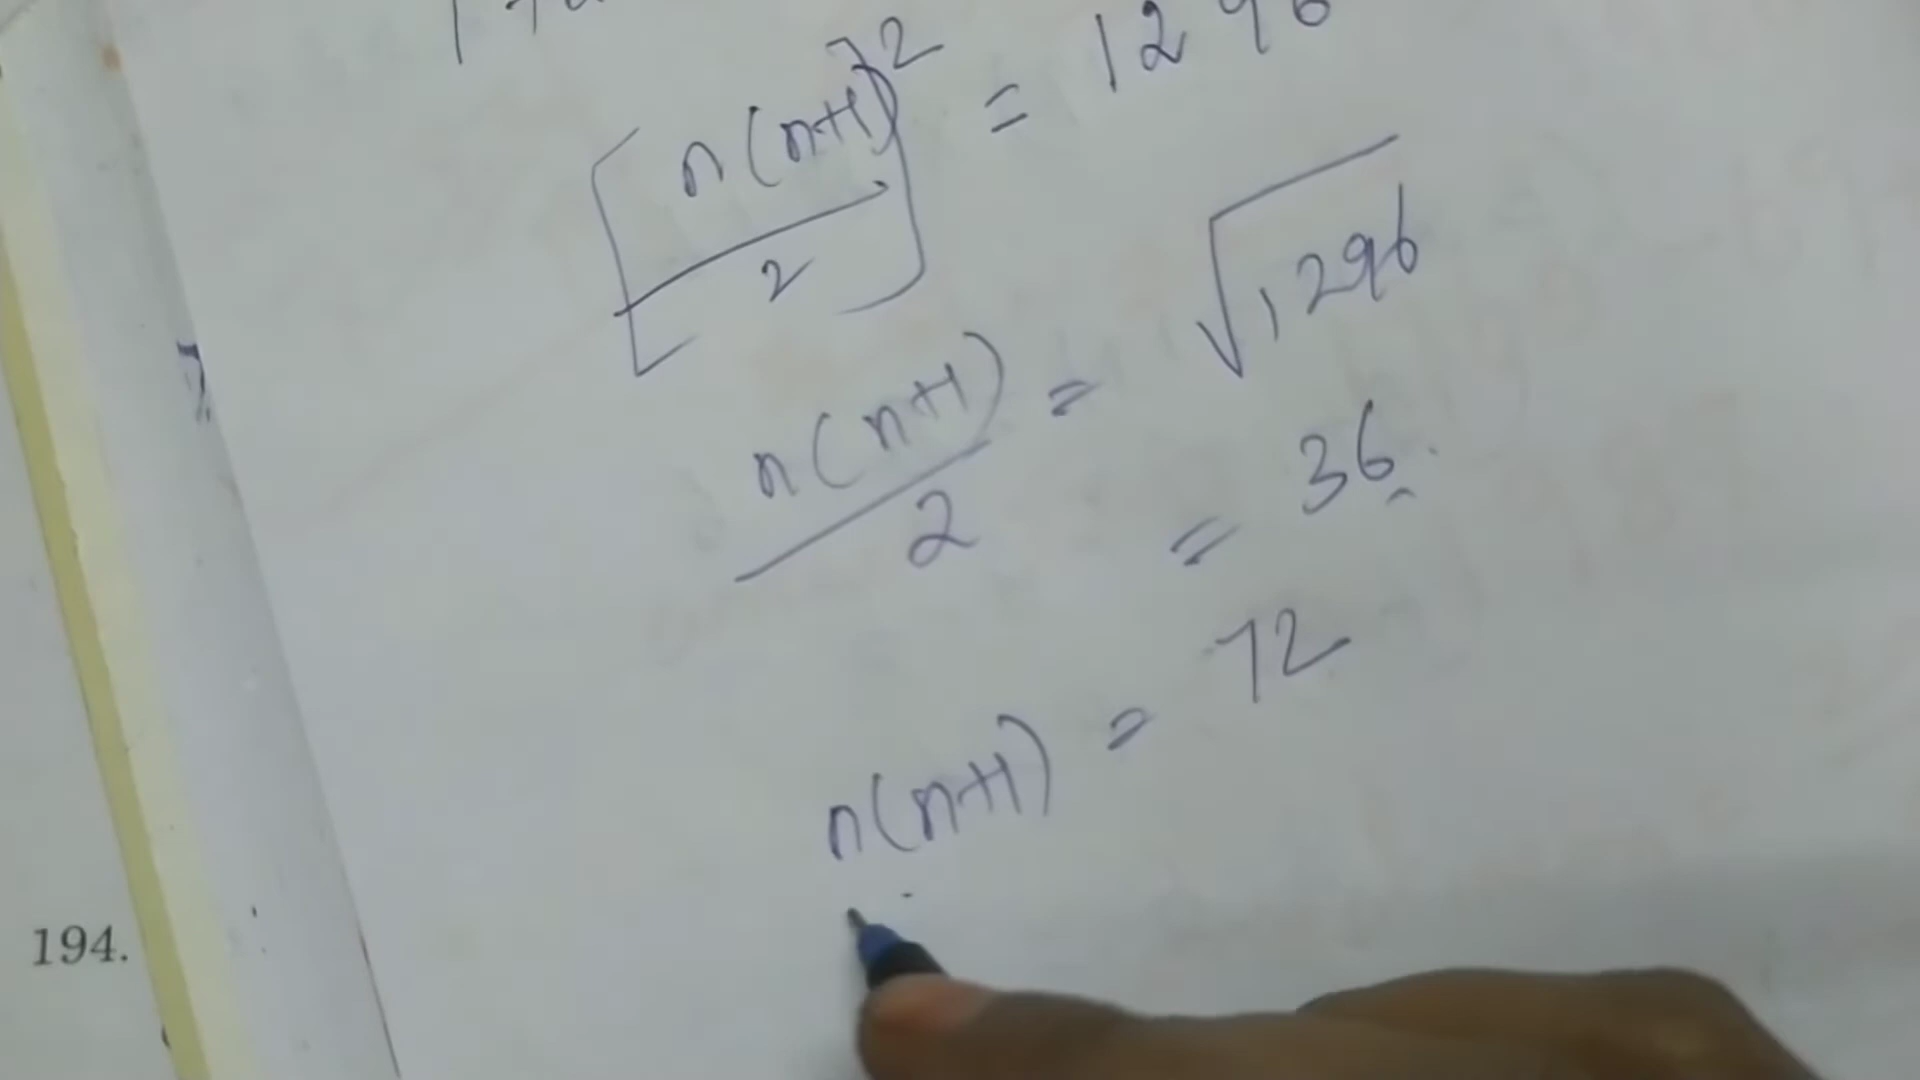 [n(n+1)/2]² = 1296
n(n+1)/2 = √1296
= 36
n(n+1) = 72
194.